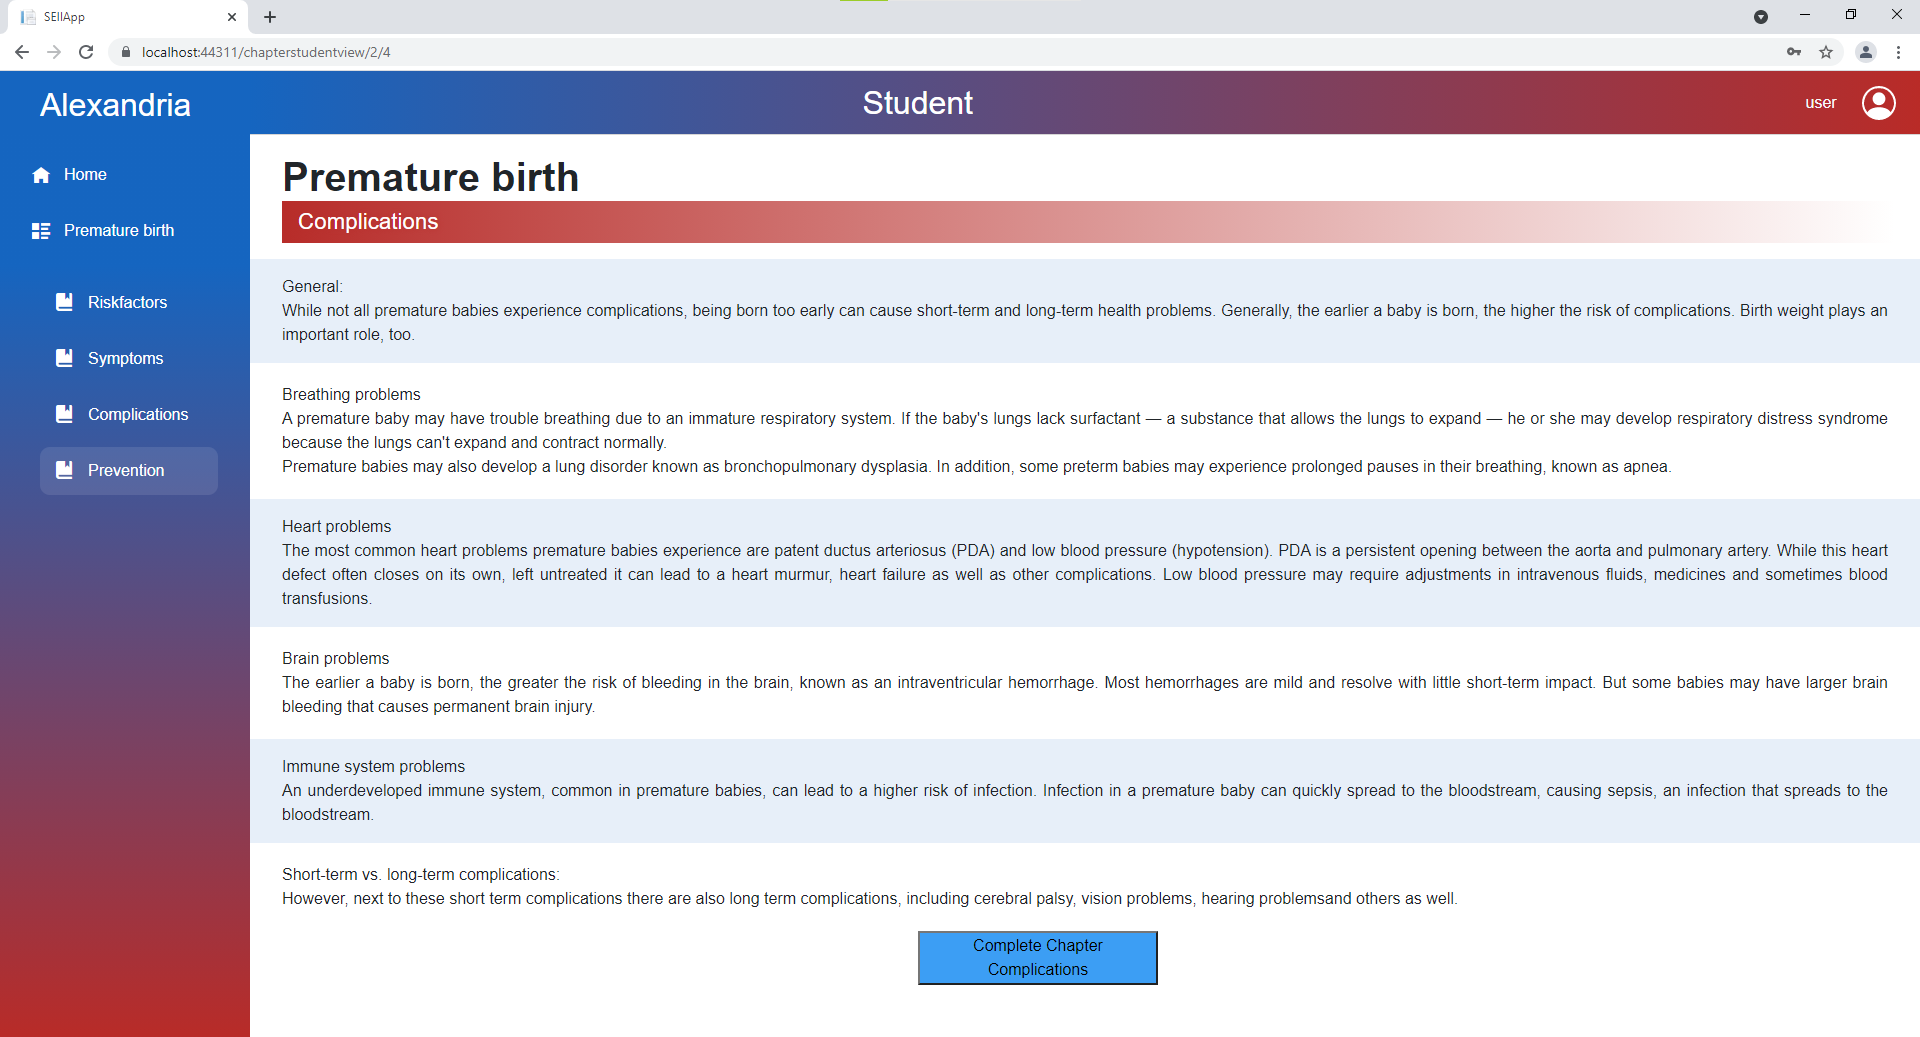 SEIIApp
localhost:44311/chapterstudentview/2/4
Alexandria
Student
user
Home
Premature birth
Riskfactors
Symptoms
Complications
Prevention
Premature birth
Complications
General:
While not all premature babies experience complications, being born too early can cause short-term and long-term health problems. Generally, the earlier a baby is born, the higher the risk of complications. Birth weight plays an
important role, too.
Breathing problems
A premature baby may have trouble breathing due to an immature respiratory system. If the baby's lungs lack surfactant — a substance that allows the lungs to expand — he or she may develop respiratory distress syndrome
because the lungs can't expand and contract normally.
Premature babies may also develop a lung disorder known as bronchopulmonary dysplasia. In addition, some preterm babies may experience prolonged pauses in their breathing, known as apnea.
Heart problems
The most common heart problems premature babies experience are patent ductus arteriosus (PDA) and low blood pressure (hypotension). PDA is a persistent opening between the aorta and pulmonary artery. While this heart
defect often closes on its own, left untreated it can lead to a heart murmur, heart failure as well as other complications. Low blood pressure may require adjustments in intravenous fluids, medicines and sometimes blood
transfusions.
Brain problems
The earlier a baby is born, the greater the risk of bleeding in the brain, known as an intraventricular hemorrhage. Most hemorrhages are mild and resolve with little short-term impact. But some babies may have larger brain
bleeding that causes permanent brain injury.
Immune system problems
An underdeveloped immune system, common in premature babies, can lead to a higher risk of infection. Infection in a premature baby can quickly spread to the bloodstream, causing sepsis, an infection that spreads to the
bloodstream.
Short-term vs. long-term complications:
However, next to these short term complications there are also long term complications, including cerebral palsy, vision problems, hearing problemsand others as well.
Complete Chapter
Complications